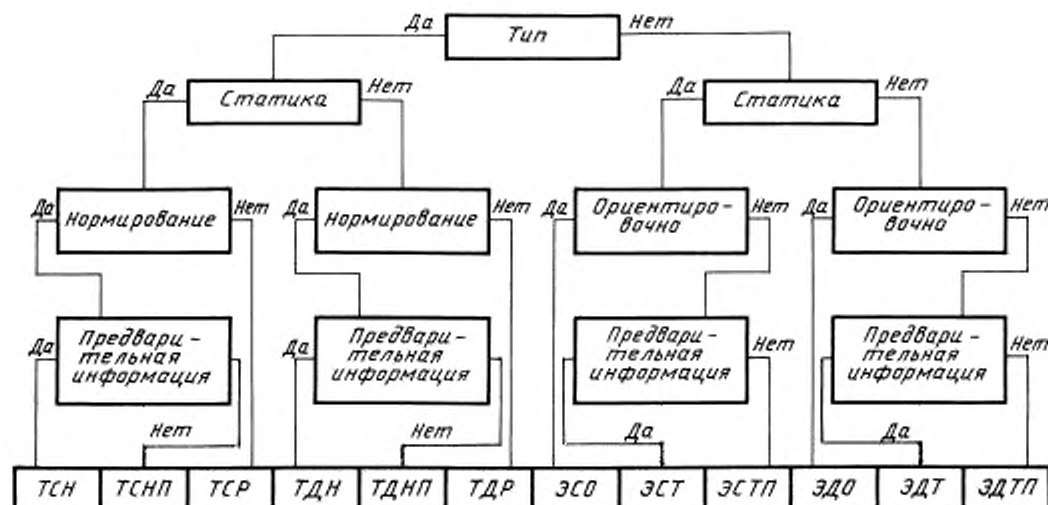 Да Тип Нет
Да Статика Нет Да Статика Нет
Да Нормирование Нет Да Нормирование Нет Да Ориентиро- Нет Да Ориентиро- Нет
вочно вочно
Предвари- Предвари- Предвари- Предвари-
Да тельная Да тельная тельная Нет тельная Нет
информация информация информация информация
Нет Нет Да Да
ТСН ТСНП ТСР ТДН ТДНП ТДР ЭСО ЭСТ ЭСТП ЭДО ЭДТ ЭДТП